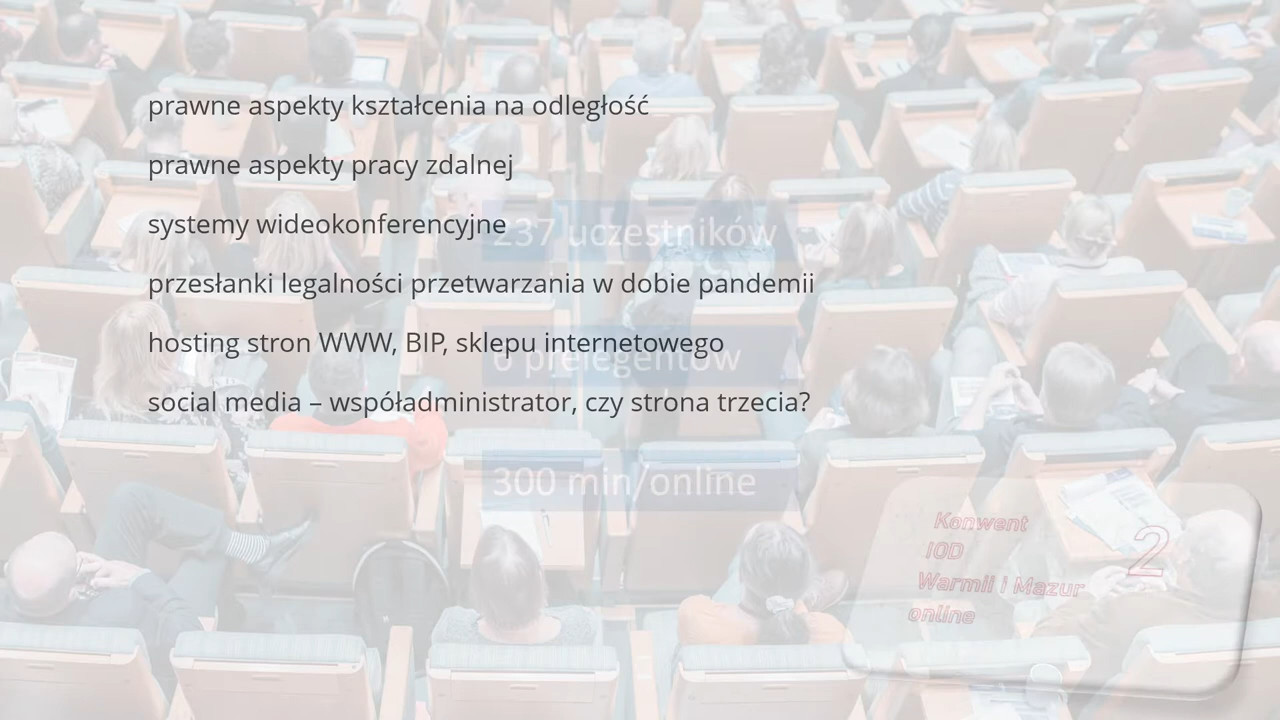 prawne aspekty kształcenia na odległość
prawne aspekty pracy zdalnej
systemy wideokonferencyjne
237 uczestników
przesłanki legalności przetwarzania w dobie pandemii
hosting stron WWW, BIP, sklepu internetowego
6 prelegentów
social media – współadministrator, czy strona trzecia?
300 min/online
Konwent
IOD
Warmii i Mazur
online
2